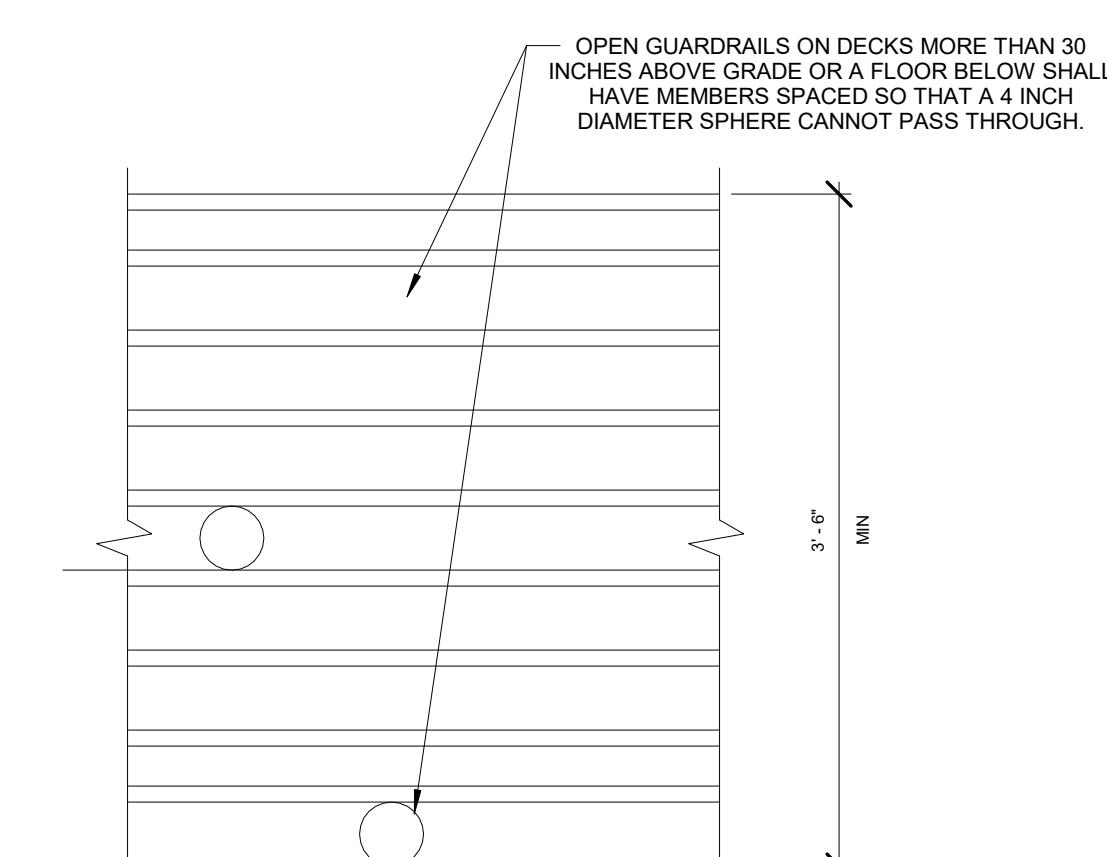 OPEN GUARDRAILS ON DECKS MORE THAN 30
INCHES ABOVE GRADE OR A FLOOR BELOW SHALL
HAVE MEMBERS SPACED SO THAT A 4 INCH
DIAMETER SPHERE CANNOT PASS THROUGH.
3' - 6"
MIN